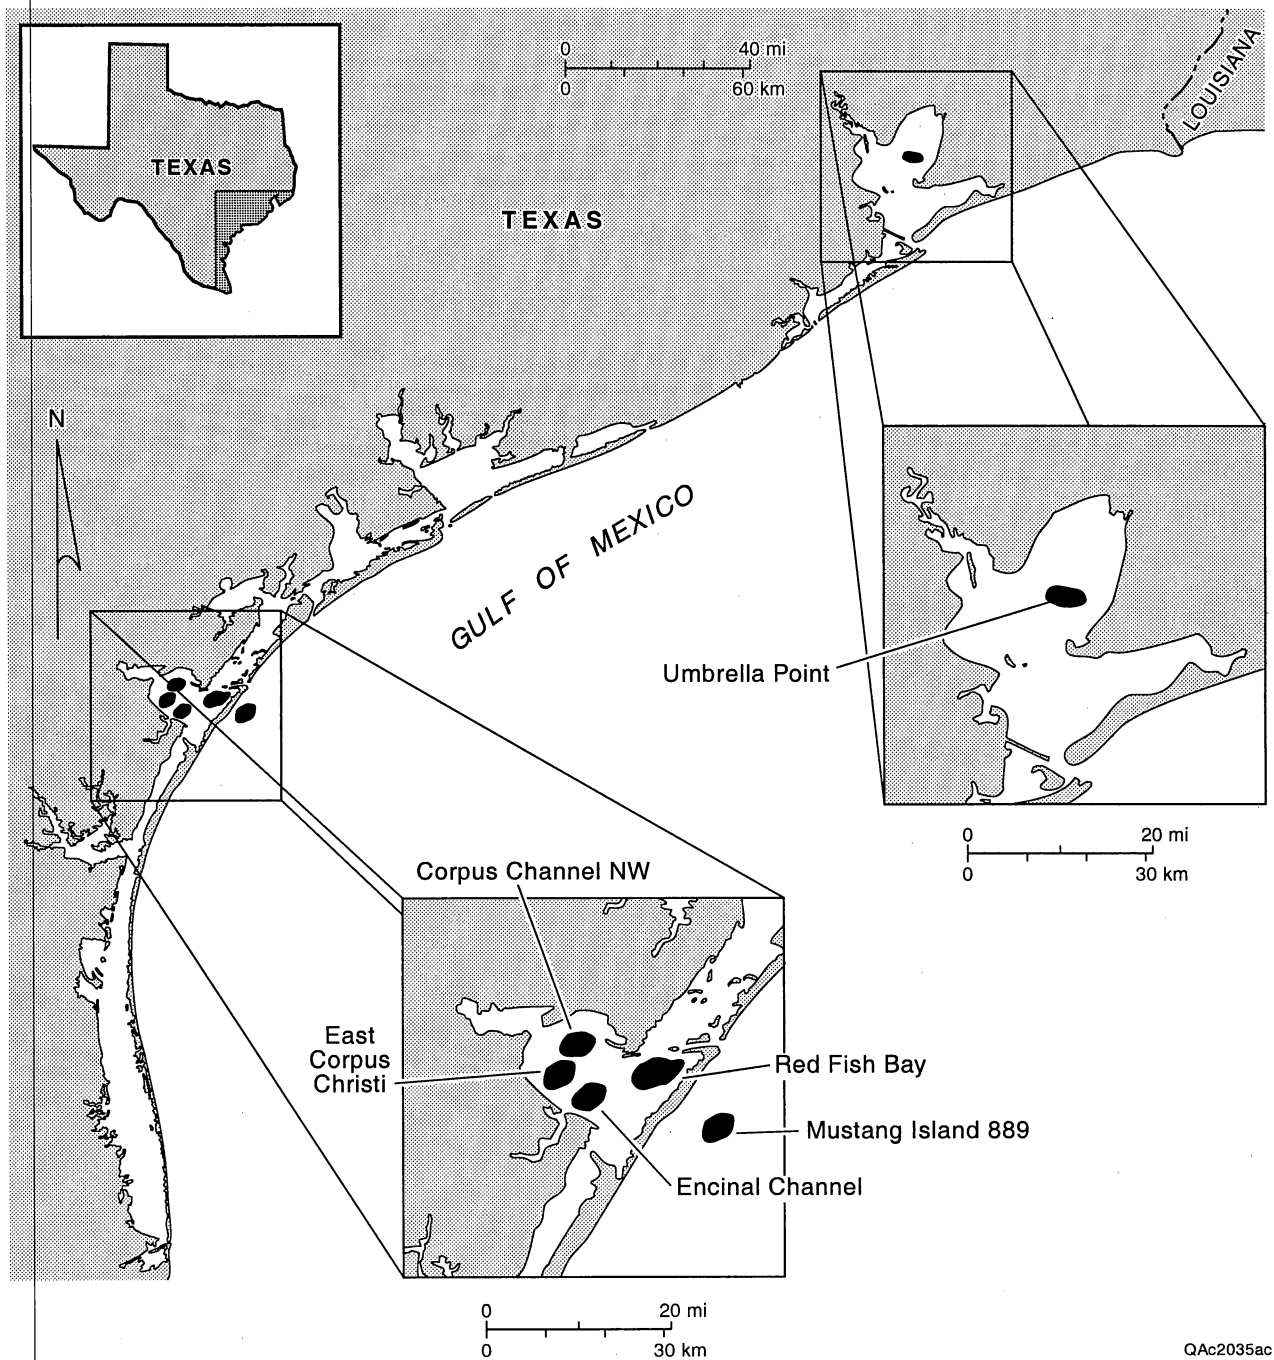 0 40 mi
0 60 km
LOUISIANA
TEXAS
TEXAS
N
GULF OF MEXICO
Umbrella Point
0 20 mi
0 30 km
Corpus Channel NW
East
Corpus
Christi
Red Fish Bay
Mustang Island 889
Encinal Channel
0 20 mi
0 30 km
QAc2035ac